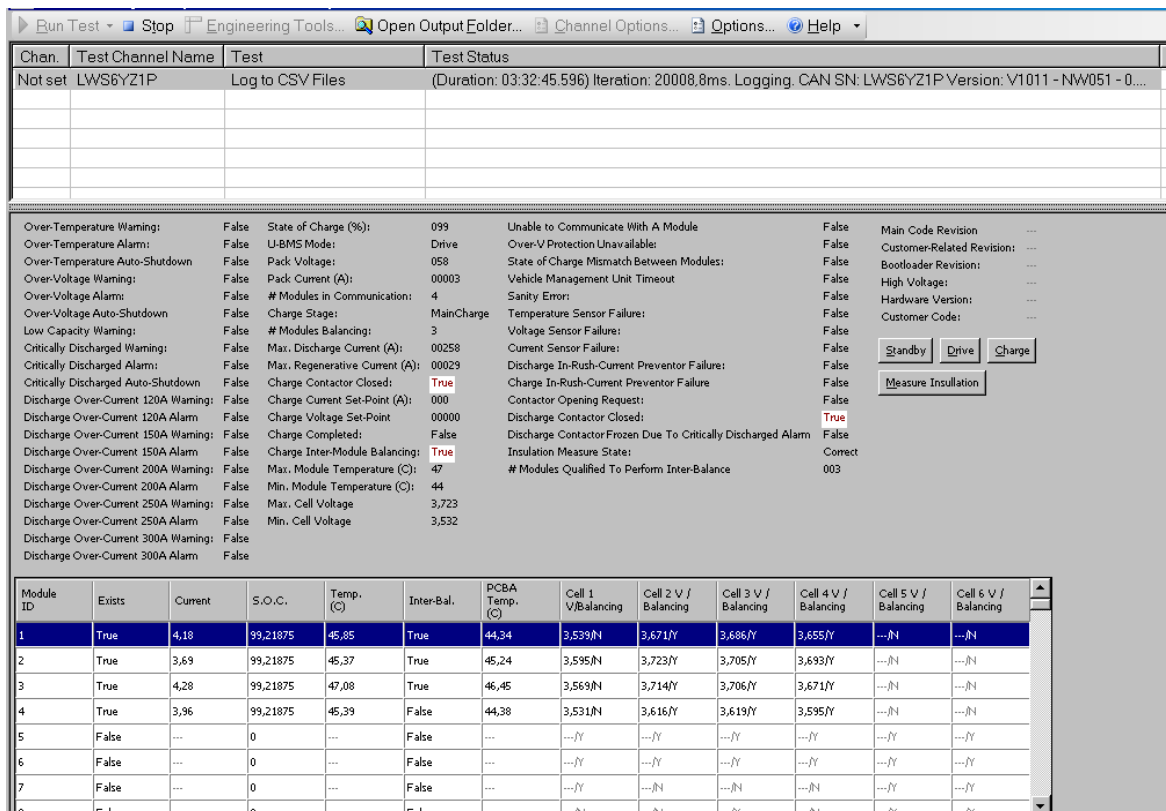 Run Test Stop Engineering Tools... Open Output Folder... Channel Options... Options... Help
Chan. Test Channel Name Test Test Status
Not set LWS6YZ1P Log to CSV Files (Duration: 03:32:45.596) Iteration: 20008,8ms. Logging. CAN SN: LWS6YZ1P Version: V1011 - NW051 - 0....
Over-Temperature Warning: False State of Charge (%): 099 Unable to Communicate With A Module False Main Code Revision ---
Over-Temperature Alarm: False U-BMS Mode: Drive Over-V Protection Unavailable: False Customer-Related Revision: ---
Over-Temperature Auto-Shutdown False Pack Voltage: 058 State of Charge Mismatch Between Modules: False Bootloader Revision: ---
Over-Voltage Warning: False Pack Current (A): 00003 Vehicle Management Unit Timeout False High Voltage: ---
Over-Voltage Alarm: False # Modules in Communication: 4 Sanity Error: False Hardware Version: ---
Over-Voltage Auto-Shutdown False Charge Stage: MainCharge Temperature Sensor Failure: False Customer Code: ---
Low Capacity Warning: False # Modules Balancing: 3 Voltage Sensor Failure: False
Critically Discharged Warning: False Max. Discharge Current (A): 00258 Current Sensor Failure: False Standby Drive Charge
Critically Discharged Alarm: False Max. Regenerative Current (A): 00029 Discharge In-Rush-Current Preventor Failure: False
Critically Discharged Auto-Shutdown False Charge Contactor Closed: True Charge In-Rush-Current Preventor Failure False Measure Insullation
Discharge Over-Current 120A Warning: False Charge Current Set-Point (A): 000 Contactor Opening Request: False
Discharge Over-Current 120A Alarm False Charge Voltage Set-Point 00000 Discharge Contactor Closed: True
Discharge Over-Current 150A Warning: False Charge Completed: False Discharge Contactor Frozen Due To Critically Discharged Alarm False
Discharge Over-Current 150A Alarm False Charge Inter-Module Balancing: True Insulation Measure State: Correct
Discharge Over-Current 200A Warning: False Max. Module Temperature (C): 47 # Modules Qualified To Perform Inter-Balance 003
Discharge Over-Current 200A Alarm False Min. Module Temperature (C): 44
Discharge Over-Current 250A Warning: False Max. Cell Voltage 3,723
Discharge Over-Current 250A Alarm False Min. Cell Voltage 3,532
Discharge Over-Current 300A Warning: False
Discharge Over-Current 300A Alarm False
Module ID Exists Current S.O.C. Temp. (C) Inter-Bal. PCBA Temp. (C) Cell 1 V/Balancing Cell 2 V / Balancing Cell 3 V / Balancing Cell 4 V / Balancing Cell 5 V / Balancing Cell 6 V / Balancing
1 True 4,18 99,21875 45,85 True 44,34 3,539/N 3,671/Y 3,686/Y 3,655/Y ---/N ---/N
2 True 3,69 99,21875 45,37 True 45,24 3,595/N 3,723/Y 3,705/Y 3,693/Y ---/N ---/N
3 True 4,28 99,21875 47,08 True 46,45 3,569/N 3,714/Y 3,706/Y 3,671/Y ---/N ---/N
4 True 3,96 99,21875 45,39 False 44,38 3,531/N 3,616/Y 3,619/Y 3,595/Y ---/N ---/N
5 False --- 0 --- False --- ---/Y ---/Y ---/Y ---/Y ---/Y ---/Y
6 False --- 0 --- False --- ---/Y ---/Y ---/Y ---/Y ---/Y ---/Y
7 False --- 0 --- False --- ---/Y ---/N ---/N ---/N ---/Y ---/Y